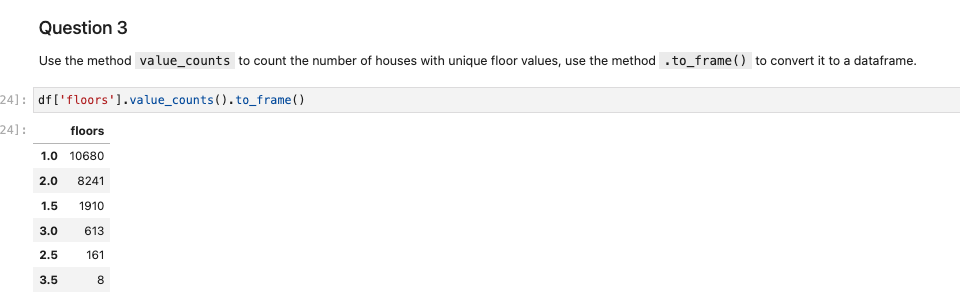 Question 3
Use the method value_counts to count the number of houses with unique floor values, use the method .to_frame() to convert it to a dataframe.
24]: df['floors'].value_counts().to_frame()
24]:
floors
1.0 10680
2.0 8241
1.5 1910
3.0 613
2.5 161
3.5 8